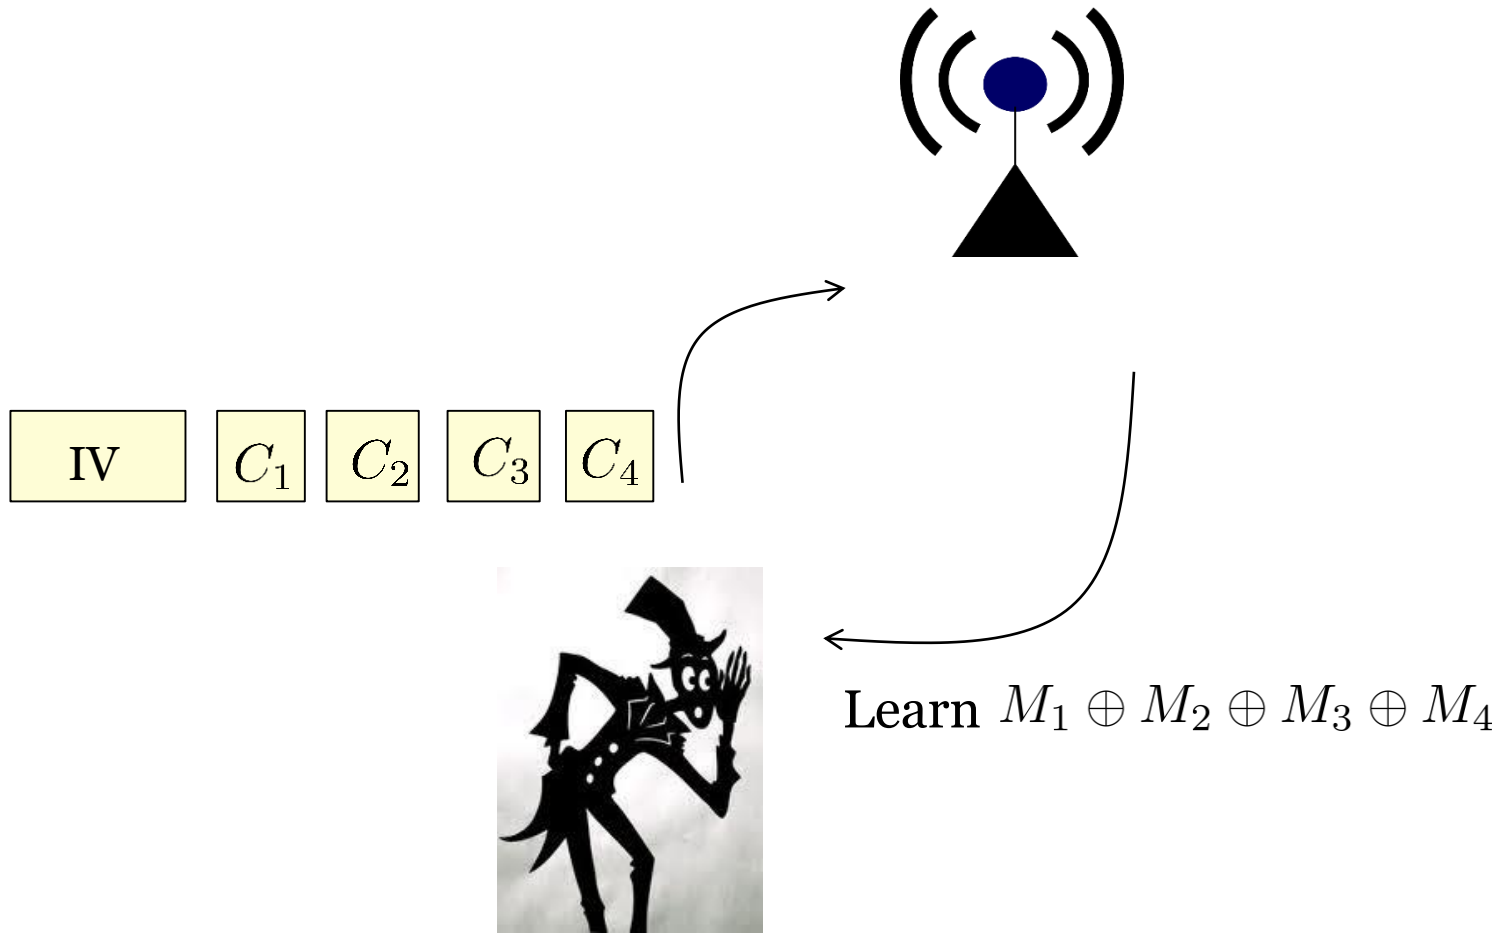 IV C₁ C₂ C₃ C₄
Learn M₁ ⊕ M₂ ⊕ M₃ ⊕ M₄